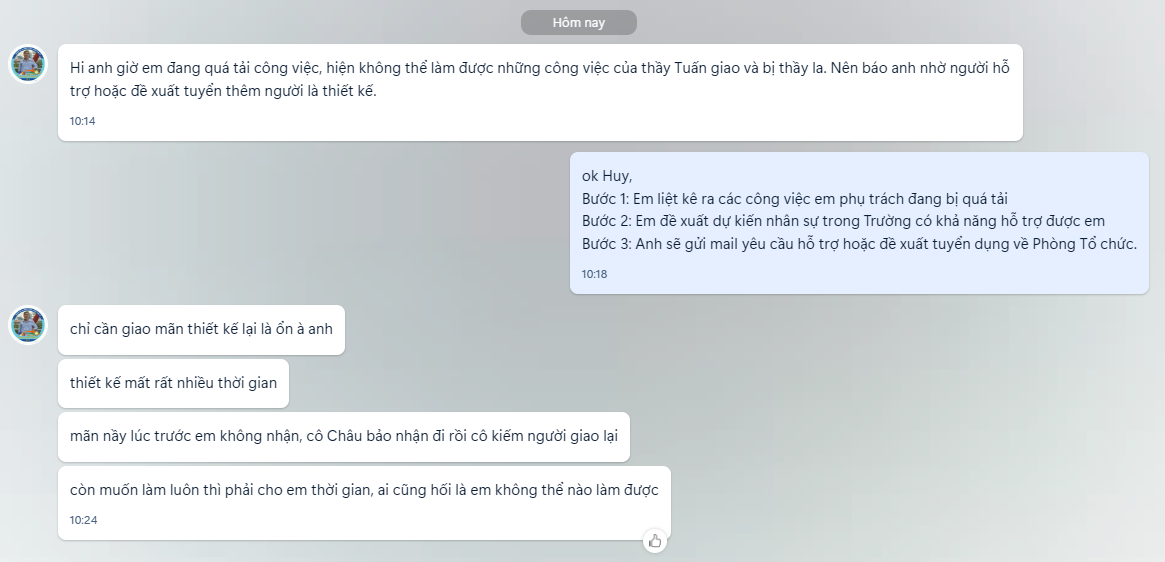 Hôm nay
Hi anh giờ em đang quá tải công việc, hiện không thể làm được những công việc của thầy Tuấn giao và bị thầy la. Nên báo anh nhờ người hỗ
trợ hoặc đề xuất tuyển thêm người là thiết kế.
10:14
ok Huy,
Bước 1: Em liệt kê ra các công việc em phụ trách đang bị quá tải
Bước 2: Em đề xuất dự kiến nhân sự trong Trường có khả năng hỗ trợ được em
Bước 3: Anh sẽ gửi mail yêu cầu hỗ trợ hoặc đề xuất tuyển dụng về Phòng Tổ chức.
10:18
chỉ cần giao mãn thiết kế lại là ổn à anh
thiết kế mất rất nhiều thời gian
mãn nầy lúc trước em không nhận, cô Châu bảo nhận đi rồi cô kiếm người giao lại
còn muốn làm luôn thì phải cho em thời gian, ai cũng hối là em không thể nào làm được
10:24